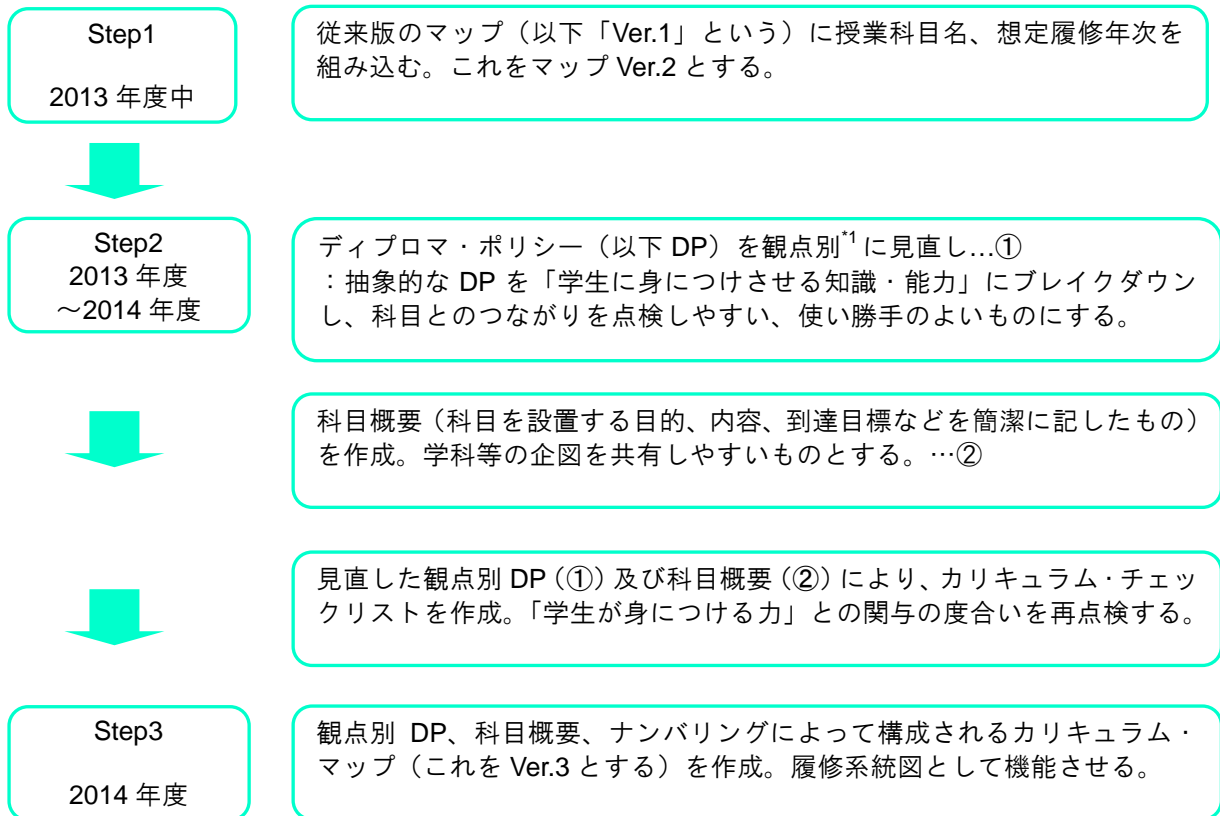 Step1
2013 年度中
従来版のマップ（以下「Ver.1」という）に授業科目名、想定履修年次を
組み込む。これをマップ Ver.2 とする。
Step2
2013 年度
～2014 年度
ディプロマ・ポリシー（以下 DP）を観点別*1 に見直し…①
：抽象的な DP を「学生に身につけさせる知識・能力」にブレイクダウン
し、科目とのつながりを点検しやすい、使い勝手のよいものにする。
科目概要（科目を設置する目的、内容、到達目標などを簡潔に記したもの）
を作成。学科等の企図を共有しやすいものとする。…②
見直した観点別 DP（①）及び科目概要（②）により、カリキュラム・チェッ
クリストを作成。「学生が身につける力」との関与の度合いを再点検する。
Step3
2014 年度
観点別 DP、科目概要、ナンバリングによって構成されるカリキュラム・
マップ（これを Ver.3 とする）を作成。履修系統図として機能させる。